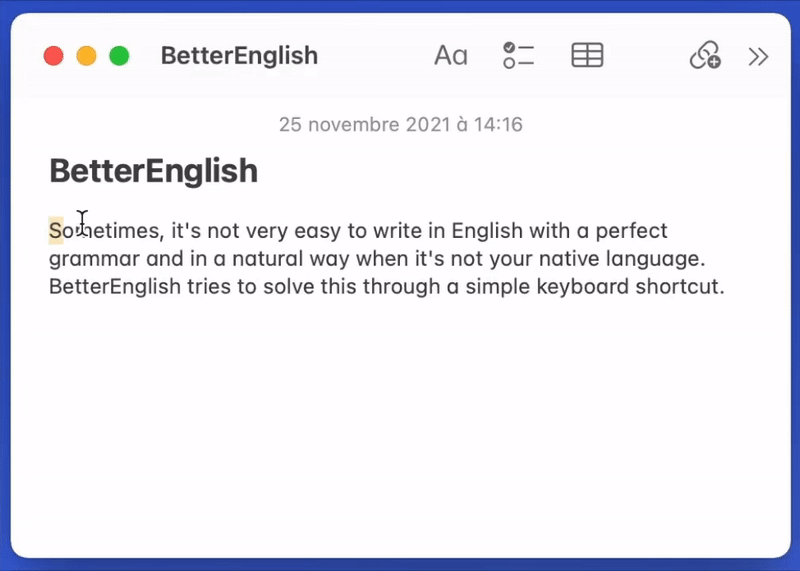 BetterEnglish
Aa
25 novembre 2021 à 14:16
BetterEnglish
Sometimes, it's not very easy to write in English with a perfect
grammar and in a natural way when it's not your native language.
BetterEnglish tries to solve this through a simple keyboard shortcut.